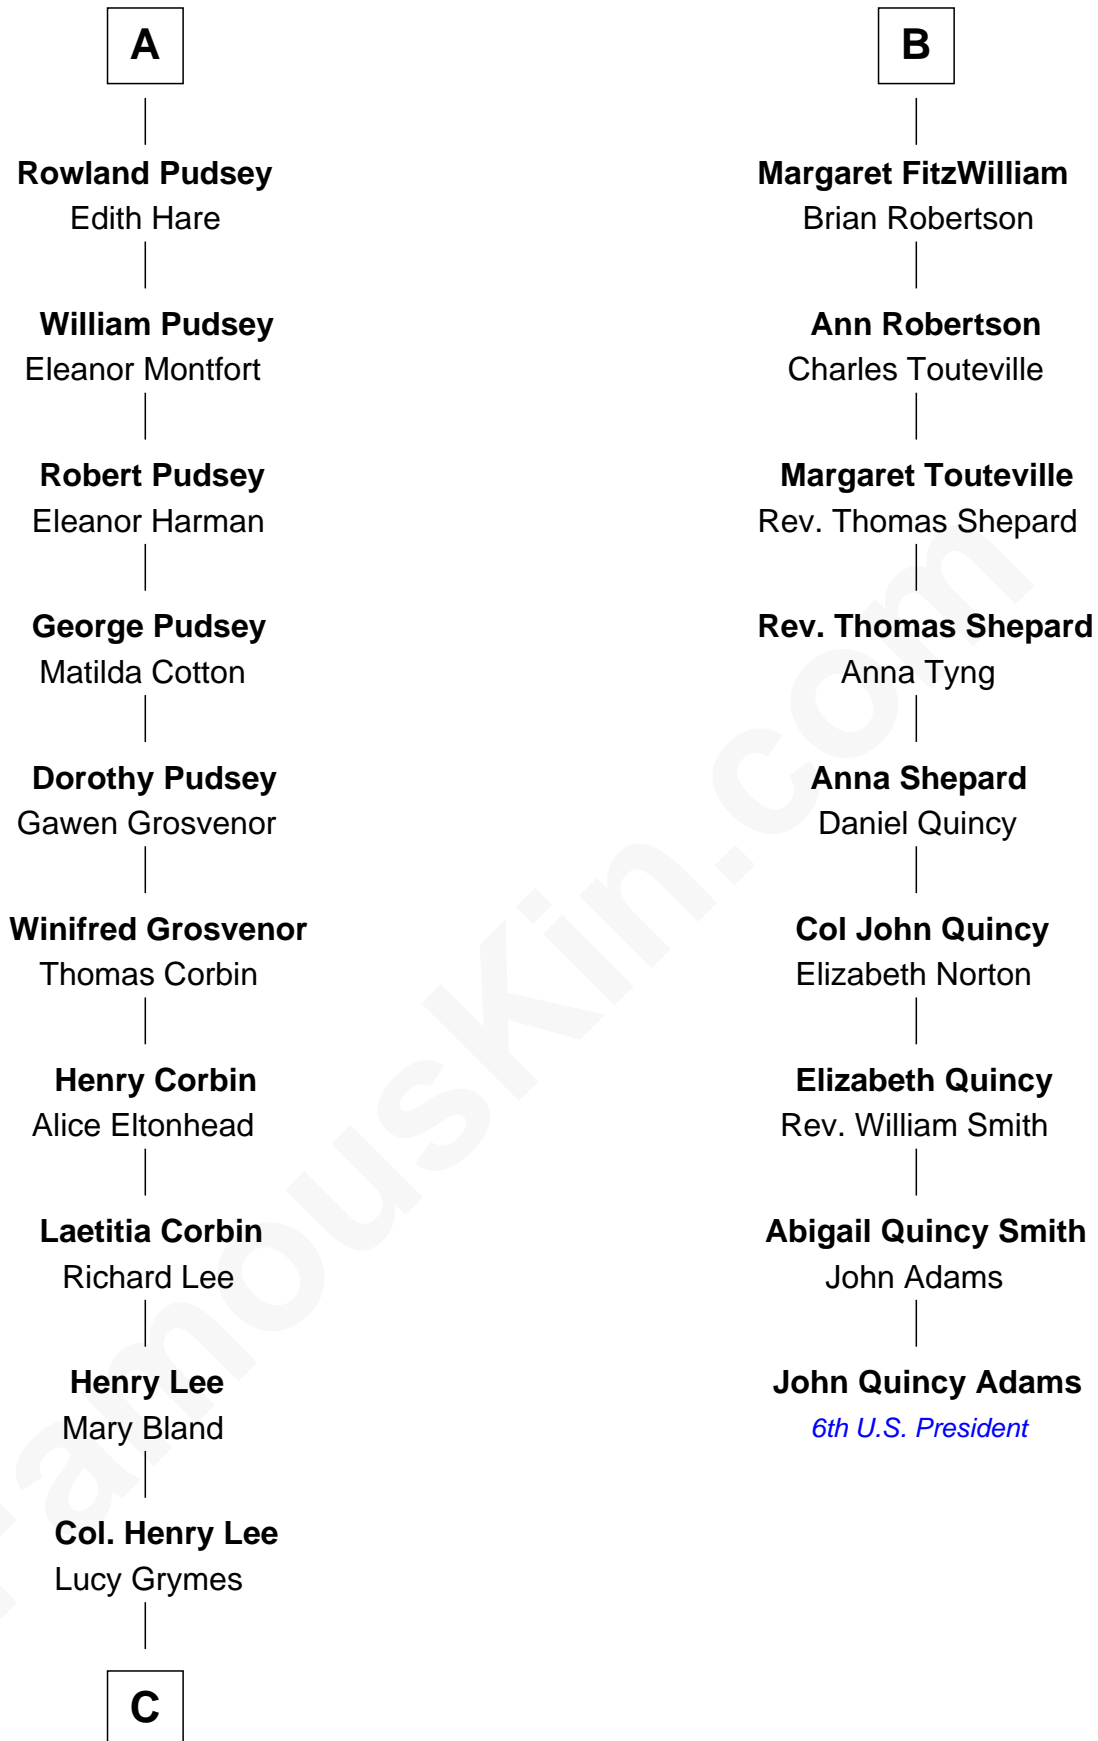 A
Rowland Pudsey
Edith Hare
William Pudsey
Eleanor Montfort
Robert Pudsey
Eleanor Harman
George Pudsey
Matilda Cotton
Dorothy Pudsey
Gawen Grosvenor
Winifred Grosvenor
Thomas Corbin
Henry Corbin
Alice Eltonhead
Laetitia Corbin
Richard Lee
Henry Lee
Mary Bland
Col. Henry Lee
Lucy Grymes
C
B
Margaret FitzWilliam
Brian Robertson
Ann Robertson
Charles Touteville
Margaret Touteville
Rev. Thomas Shepard
Rev. Thomas Shepard
Anna Tyng
Anna Shepard
Daniel Quincy
Col John Quincy
Elizabeth Norton
Elizabeth Quincy
Rev. William Smith
Abigail Quincy Smith
John Adams
John Quincy Adams
6th U.S. President
FamousKin.com